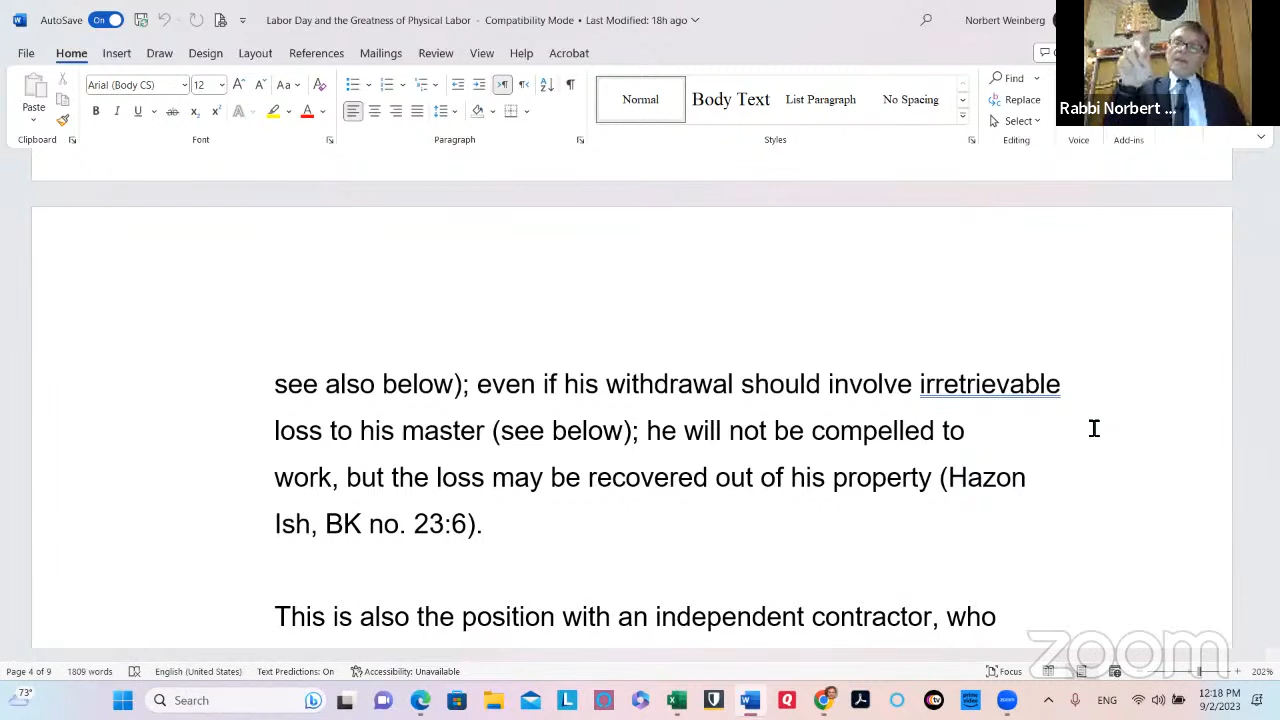 AutoSave On
Labor Day and the Greatness of Physical Labor - Compatibility Mode • Last Modified: 18h ago
Norbert Weinberg
File Home Insert Draw Design Layout References Mailings Review View Help Acrobat
Arial (Body CS) 12
Paste
Normal Body Text List Paragraph No Spacing
Find
Replace
Select
Clipboard Font Paragraph Styles Editing Voice Add-ins
Rabbi Norbert ...
see also below); even if his withdrawal should involve irretrievable
loss to his master (see below); he will not be compelled to
work, but the loss may be recovered out of his property (Hazon
Ish, BK no. 23:6).
This is also the position with an independent contractor, who
zoom
Page 4 of 9 1809 words English (United States) Text Predictions: On Accessibility: Unavailable Focus 202%
73°
Search
12:18 PM
9/2/2023